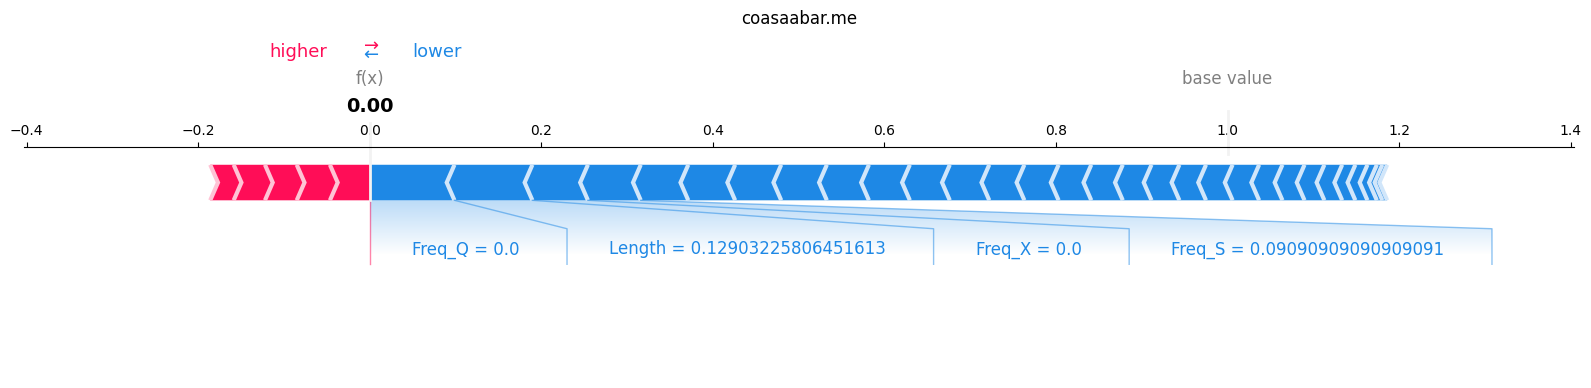 coasaabar.me
higher → ← lower
f(x) base value
0.00
−0.4 −0.2 0.0 0.2 0.4 0.6 0.8 1.0 1.2 1.4
Freq_Q = 0.0 Length = 0.12903225806451613 Freq_X = 0.0 Freq_S = 0.09090909090909091